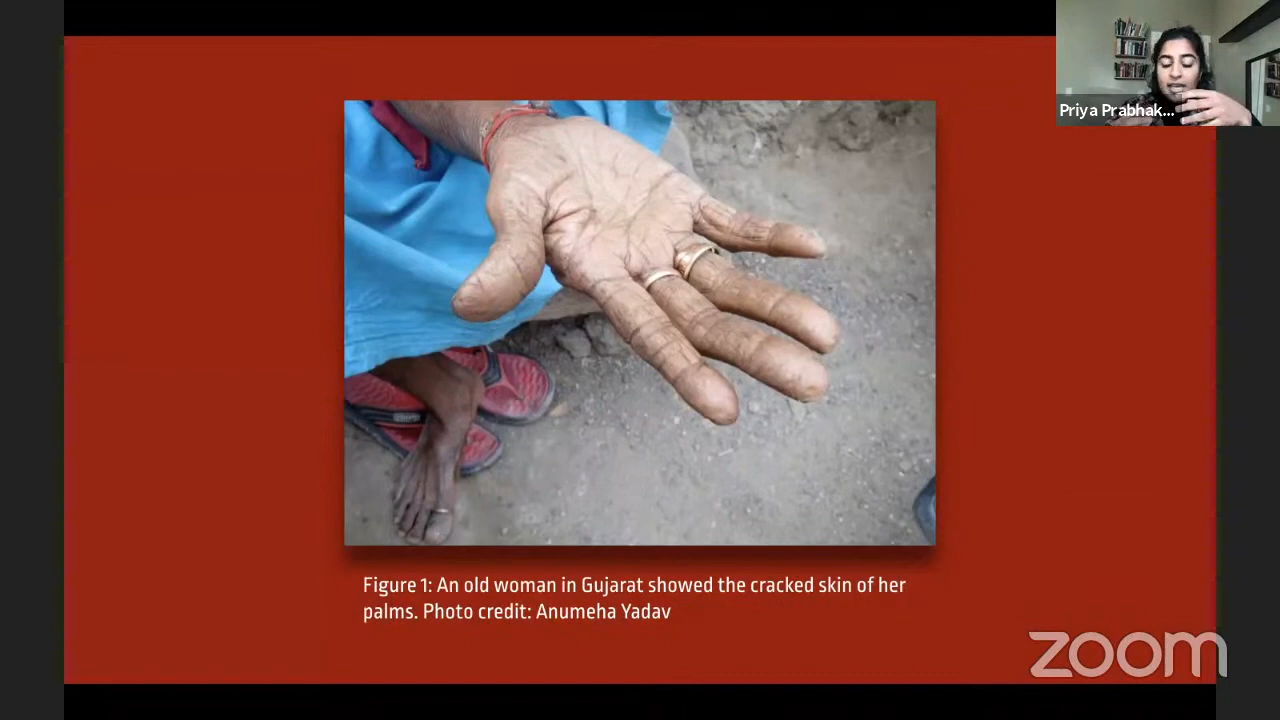 Priya Prabhak...
Figure 1: An old woman in Gujarat showed the cracked skin of her
palms. Photo credit: Anumeha Yadav
zoom